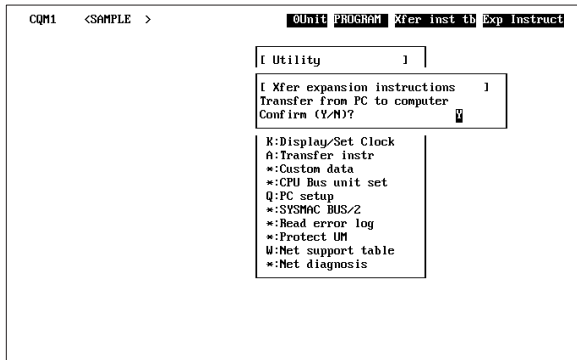 CQM1 <SAMPLE > 0Unit PROGRAM Xfer inst tb Exp Instruct
[ Utility ]
[ Xfer expansion instructions ]
Transfer from PC to computer
Confirm (Y/N)? Y
K:Display/Set Clock
A:Transfer instr
*:Custom data
*:CPU Bus unit set
Q:PC setup
*:SYSMAC BUS/2
*:Read error log
*:Protect UM
W:Net support table
*:Net diagnosis